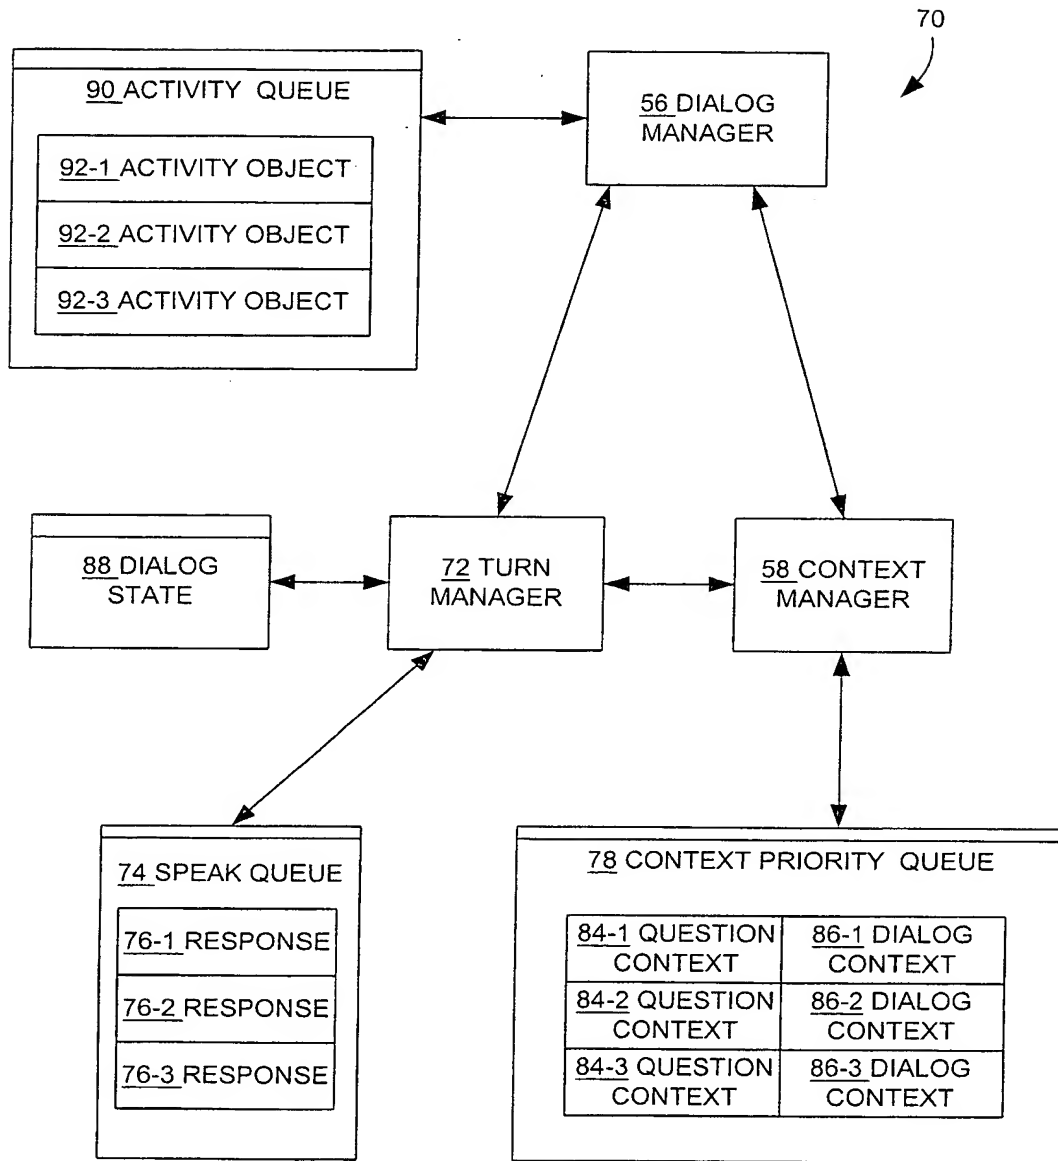 70
90 ACTIVITY QUEUE
92-1 ACTIVITY OBJECT
92-2 ACTIVITY OBJECT
92-3 ACTIVITY OBJECT
56 DIALOG
MANAGER
88 DIALOG
STATE
72 TURN
MANAGER
58 CONTEXT
MANAGER
74 SPEAK QUEUE
76-1 RESPONSE
76-2 RESPONSE
76-3 RESPONSE
78 CONTEXT PRIORITY QUEUE
84-1 QUESTION
CONTEXT
86-1 DIALOG
CONTEXT
84-2 QUESTION
CONTEXT
86-2 DIALOG
CONTEXT
84-3 QUESTION
CONTEXT
86-3 DIALOG
CONTEXT